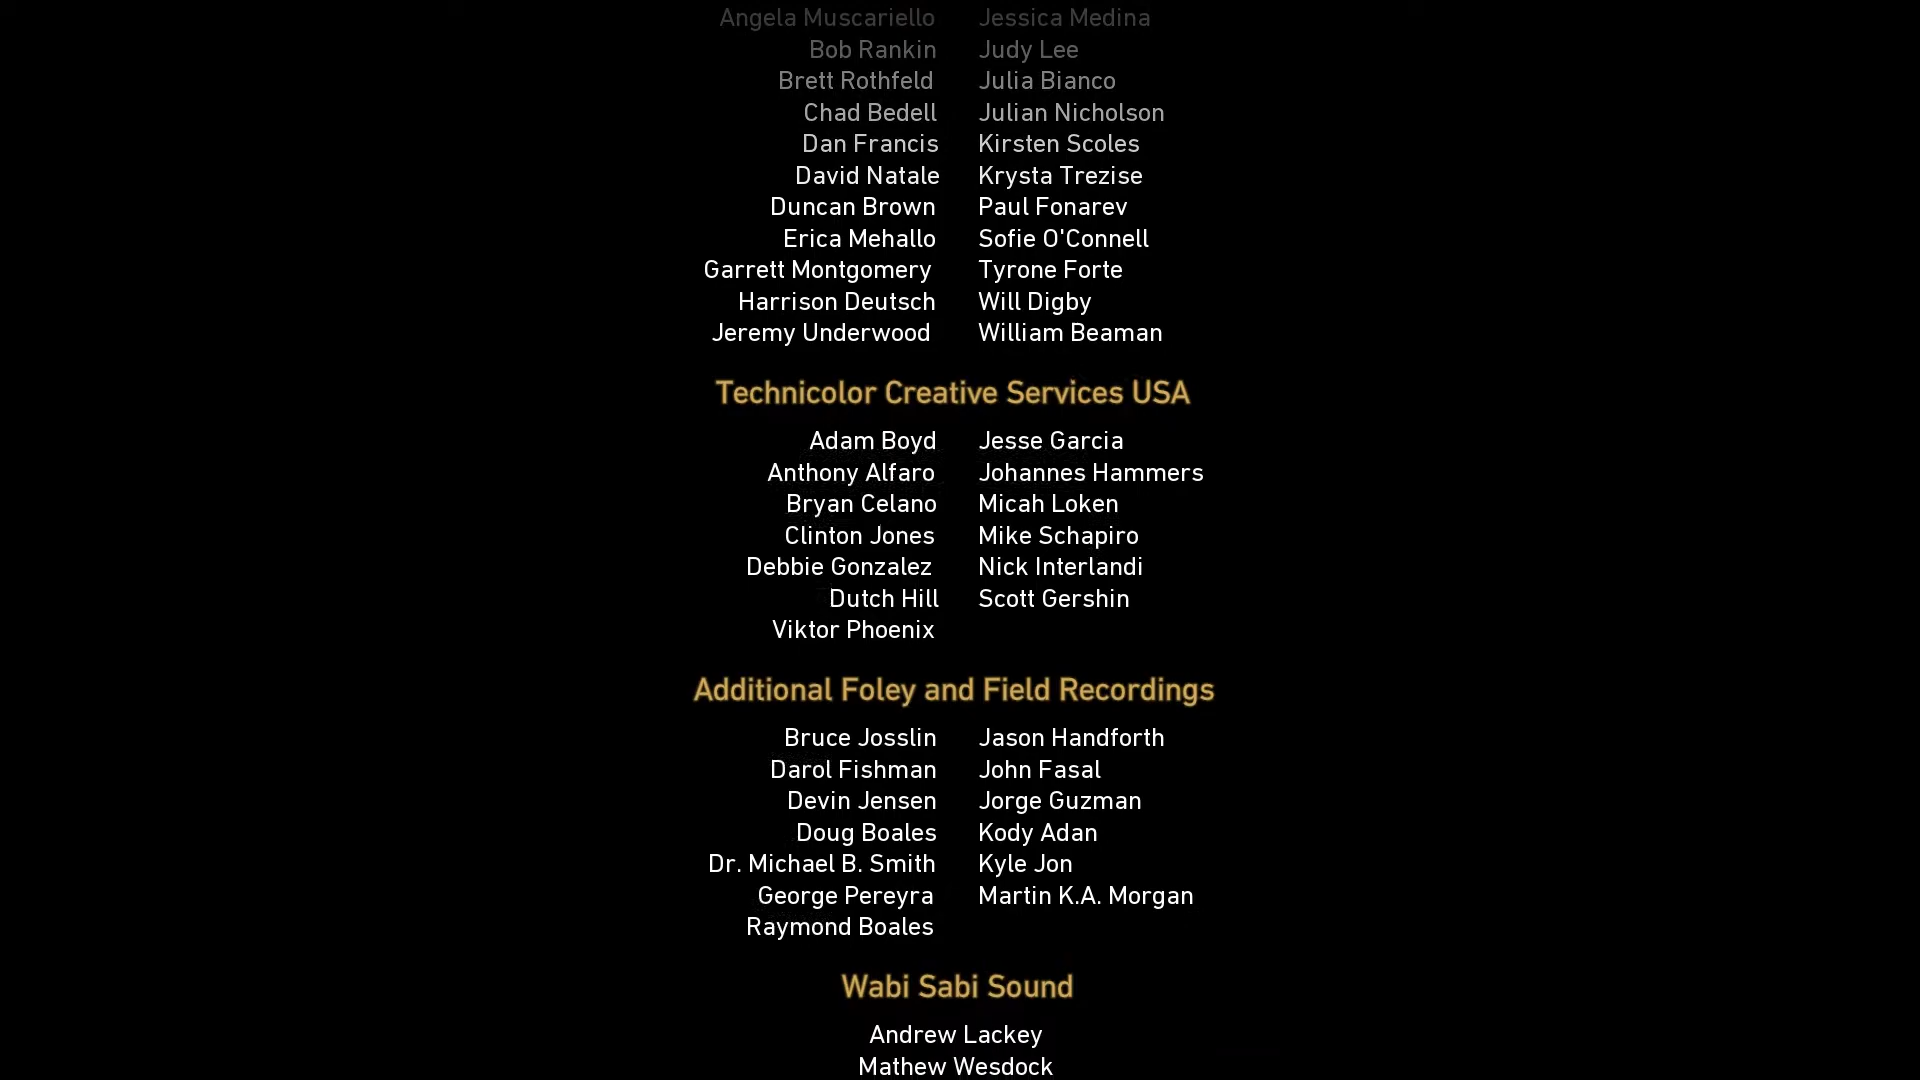 Angela Muscariello Jessica Medina
Bob Rankin Judy Lee
Brett Rothfeld Julia Bianco
Chad Bedell Julian Nicholson
Dan Francis Kirsten Scoles
David Natale Krysta Trezise
Duncan Brown Paul Fonarev
Erica Mehallo Sofie O'Connell
Garrett Montgomery Tyrone Forte
Harrison Deutsch Will Digby
Jeremy Underwood William Beaman
Technicolor Creative Services USA
Adam Boyd Jesse Garcia
Anthony Alfaro Johannes Hammers
Bryan Celano Micah Loken
Clinton Jones Mike Schapiro
Debbie Gonzalez Nick Interlandi
Dutch Hill Scott Gershin
Viktor Phoenix
Additional Foley and Field Recordings
Bruce Josslin Jason Handforth
Darol Fishman John Fasal
Devin Jensen Jorge Guzman
Doug Boales Kody Adan
Dr. Michael B. Smith Kyle Jon
George Pereyra Martin K.A. Morgan
Raymond Boales
Wabi Sabi Sound
Andrew Lackey
Mathew Wesdock